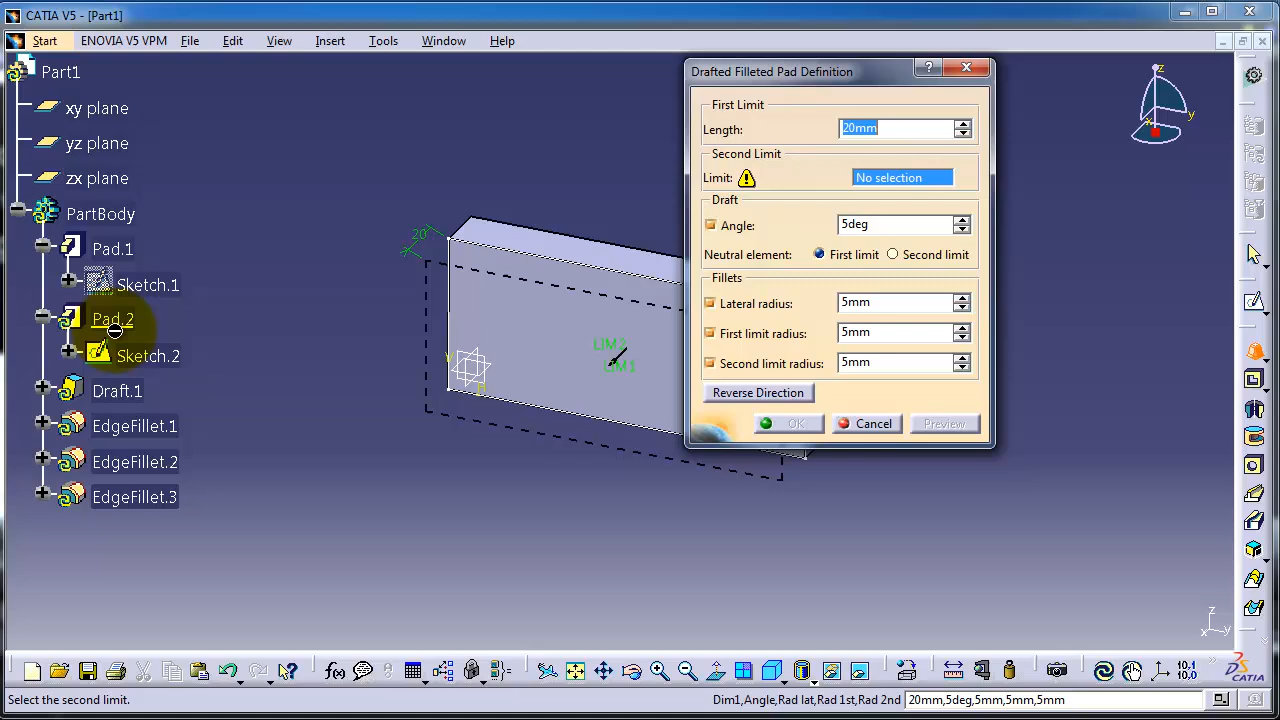 CATIA V5 - [Part1]
Start ENOVIA V5 VPM File Edit View Insert Tools Window Help
Part1
xy plane
yz plane
zx plane
PartBody
Pad.1
Sketch.1
Pad.2
Sketch.2
Draft.1
EdgeFillet.1
EdgeFillet.2
EdgeFillet.3
20
LIM2
LIM1
V
H
Drafted Filleted Pad Definition
?
First Limit
Length: 20mm
Second Limit
Limit: No selection
Draft
Angle: 5deg
Neutral element: First limit Second limit
Fillets
Lateral radius: 5mm
First limit radius: 5mm
Second limit radius: 5mm
Reverse Direction
OK Cancel Preview
z
y
x
z
x y
f(x)
10.1
10.0
CATIA
Select the second limit.
Dim1,Angle,Rad lat,Rad 1st,Rad 2nd 20mm,5deg,5mm,5mm,5mm